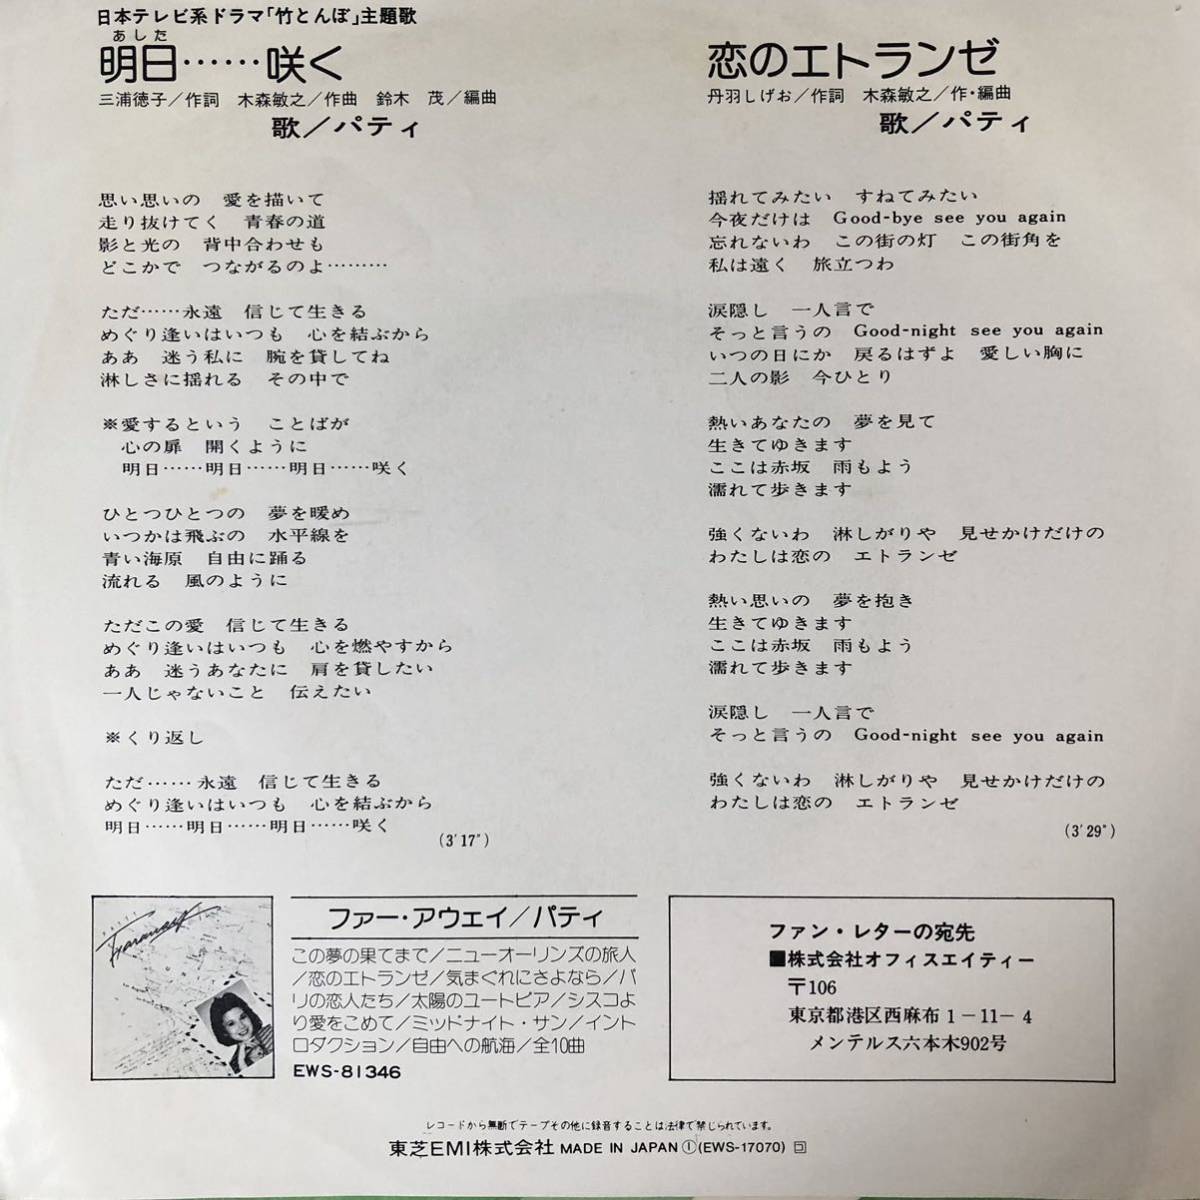 日本テレビ系ドラマ「竹とんぼ」主題歌
あした
明日……咲く
三浦徳子／作詞　木森敏之／作曲　鈴木　茂／編曲
歌／パティ
思い思いの　愛を描いて
走り抜けてく　青春の道
影と光の　背中合わせも
どこかで　つながるのよ………
ただ……永遠　信じて生きる
めぐり逢いはいつも　心を結ぶから
ああ　迷う私に　腕を貸してね
淋しさに揺れる　その中で
※愛するという　ことばが
心の扉　開くように
明日……明日……明日……咲く
ひとつひとつの　夢を暖め
いつかは飛ぶの　水平線を
青い海原　自由に踊る
流れる　風のように
ただこの愛　信じて生きる
めぐり逢いはいつも　心を燃やすから
ああ　迷うあなたに　肩を貸したい
一人じゃないこと　伝えたい
※くり返し
ただ……永遠　信じて生きる
めぐり逢いはいつも　心を結ぶから
明日……明日……明日……咲く
(3′17″)
恋のエトランゼ
丹羽しげお／作詞　木森敏之／作・編曲
歌／パティ
揺れてみたい　すねてみたい
今夜だけは　Good-bye see you again
忘れないわ　この街の灯　この街角を
私は遠く　旅立つわ
涙隠し　一人言で
そっと言うの　Good-night see you again
いつの日にか　戻るはずよ　愛しい胸に
二人の影　今ひとり
熱いあなたの　夢を見て
生きてゆきます
ここは赤坂　雨もよう
濡れて歩きます
強くないわ　淋しがりや　見せかけだけの
わたしは恋の　エトランゼ
熱い思いの　夢を抱き
生きてゆきます
ここは赤坂　雨もよう
濡れて歩きます
涙隠し　一人言で
そっと言うの　Good-night see you again
強くないわ　淋しがりや　見せかけだけの
わたしは恋の　エトランゼ
(3′29″)
Faraway
ファー・アウェイ／パティ
この夢の果てまで／ニューオーリンズの旅人
／恋のエトランゼ／気まぐれにさよなら／パ
リの恋人たち／太陽のユートピア／シスコよ
り愛をこめて／ミッドナイト・サン／イント
ロダクション／自由への航海／全10曲
EWS-81346
ファン・レターの宛先
■株式会社オフィスエイティー
〒106
東京都港区西麻布1－11－4
メンテルス六本木902号
レコードから無断でテープその他に録音することは法律で禁じられています。
東芝EMI株式会社 MADE IN JAPAN Ⓘ(EWS-17070) 回